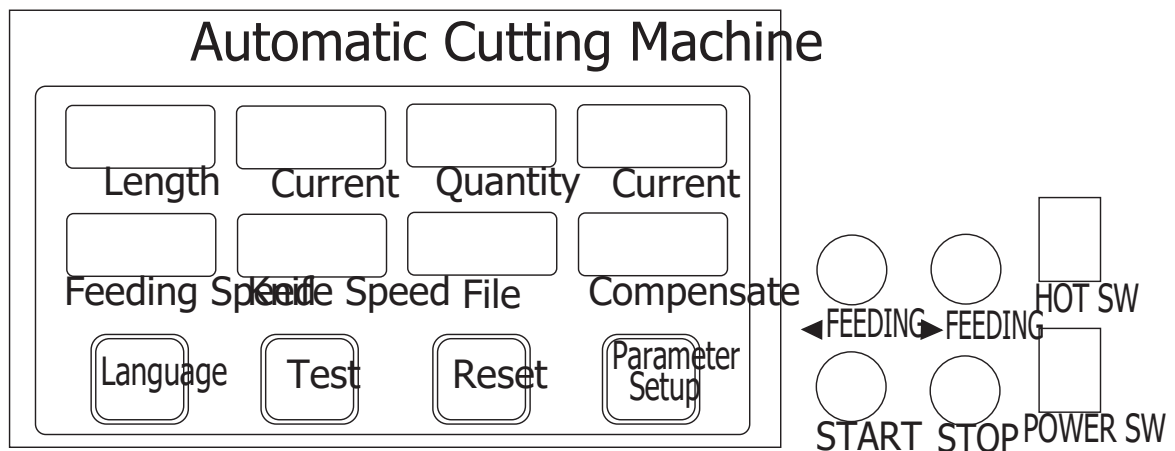 Automatic Cutting Machine
Length Current Quantity Current
Feeding Speed Knife Speed File Compensate
Language Test Reset Parameter
Setup
◀FEEDING ▶FEEDING
HOT SW
START STOP POWER SW